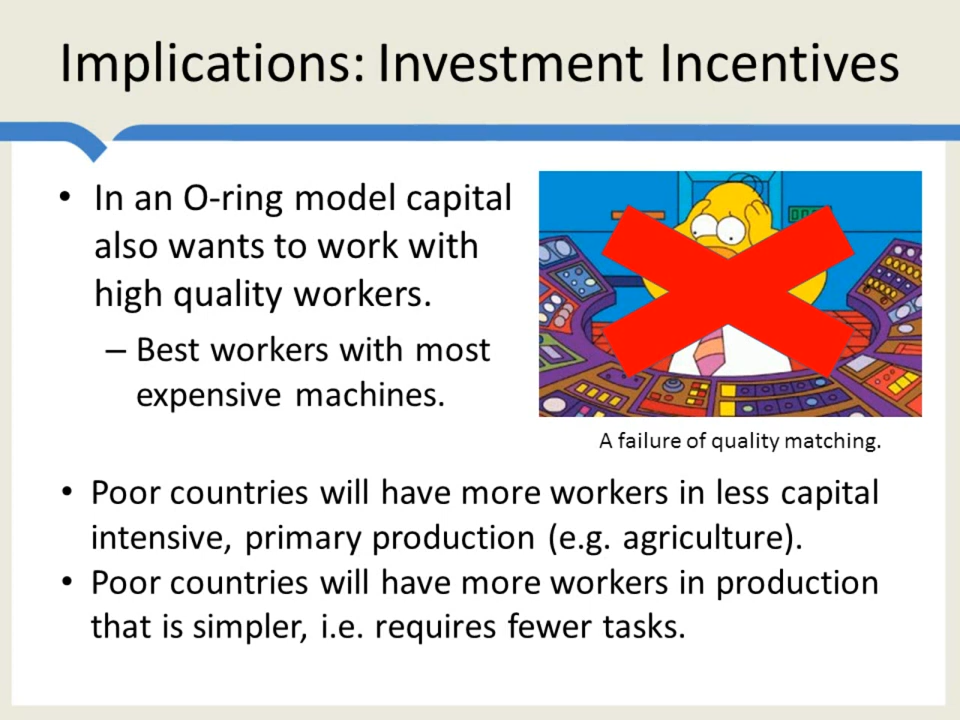 Implications: Investment Incentives
• In an O-ring model capital
also wants to work with
high quality workers.
– Best workers with most
expensive machines.
A failure of quality matching.
• Poor countries will have more workers in less capital
intensive, primary production (e.g. agriculture).
• Poor countries will have more workers in production
that is simpler, i.e. requires fewer tasks.